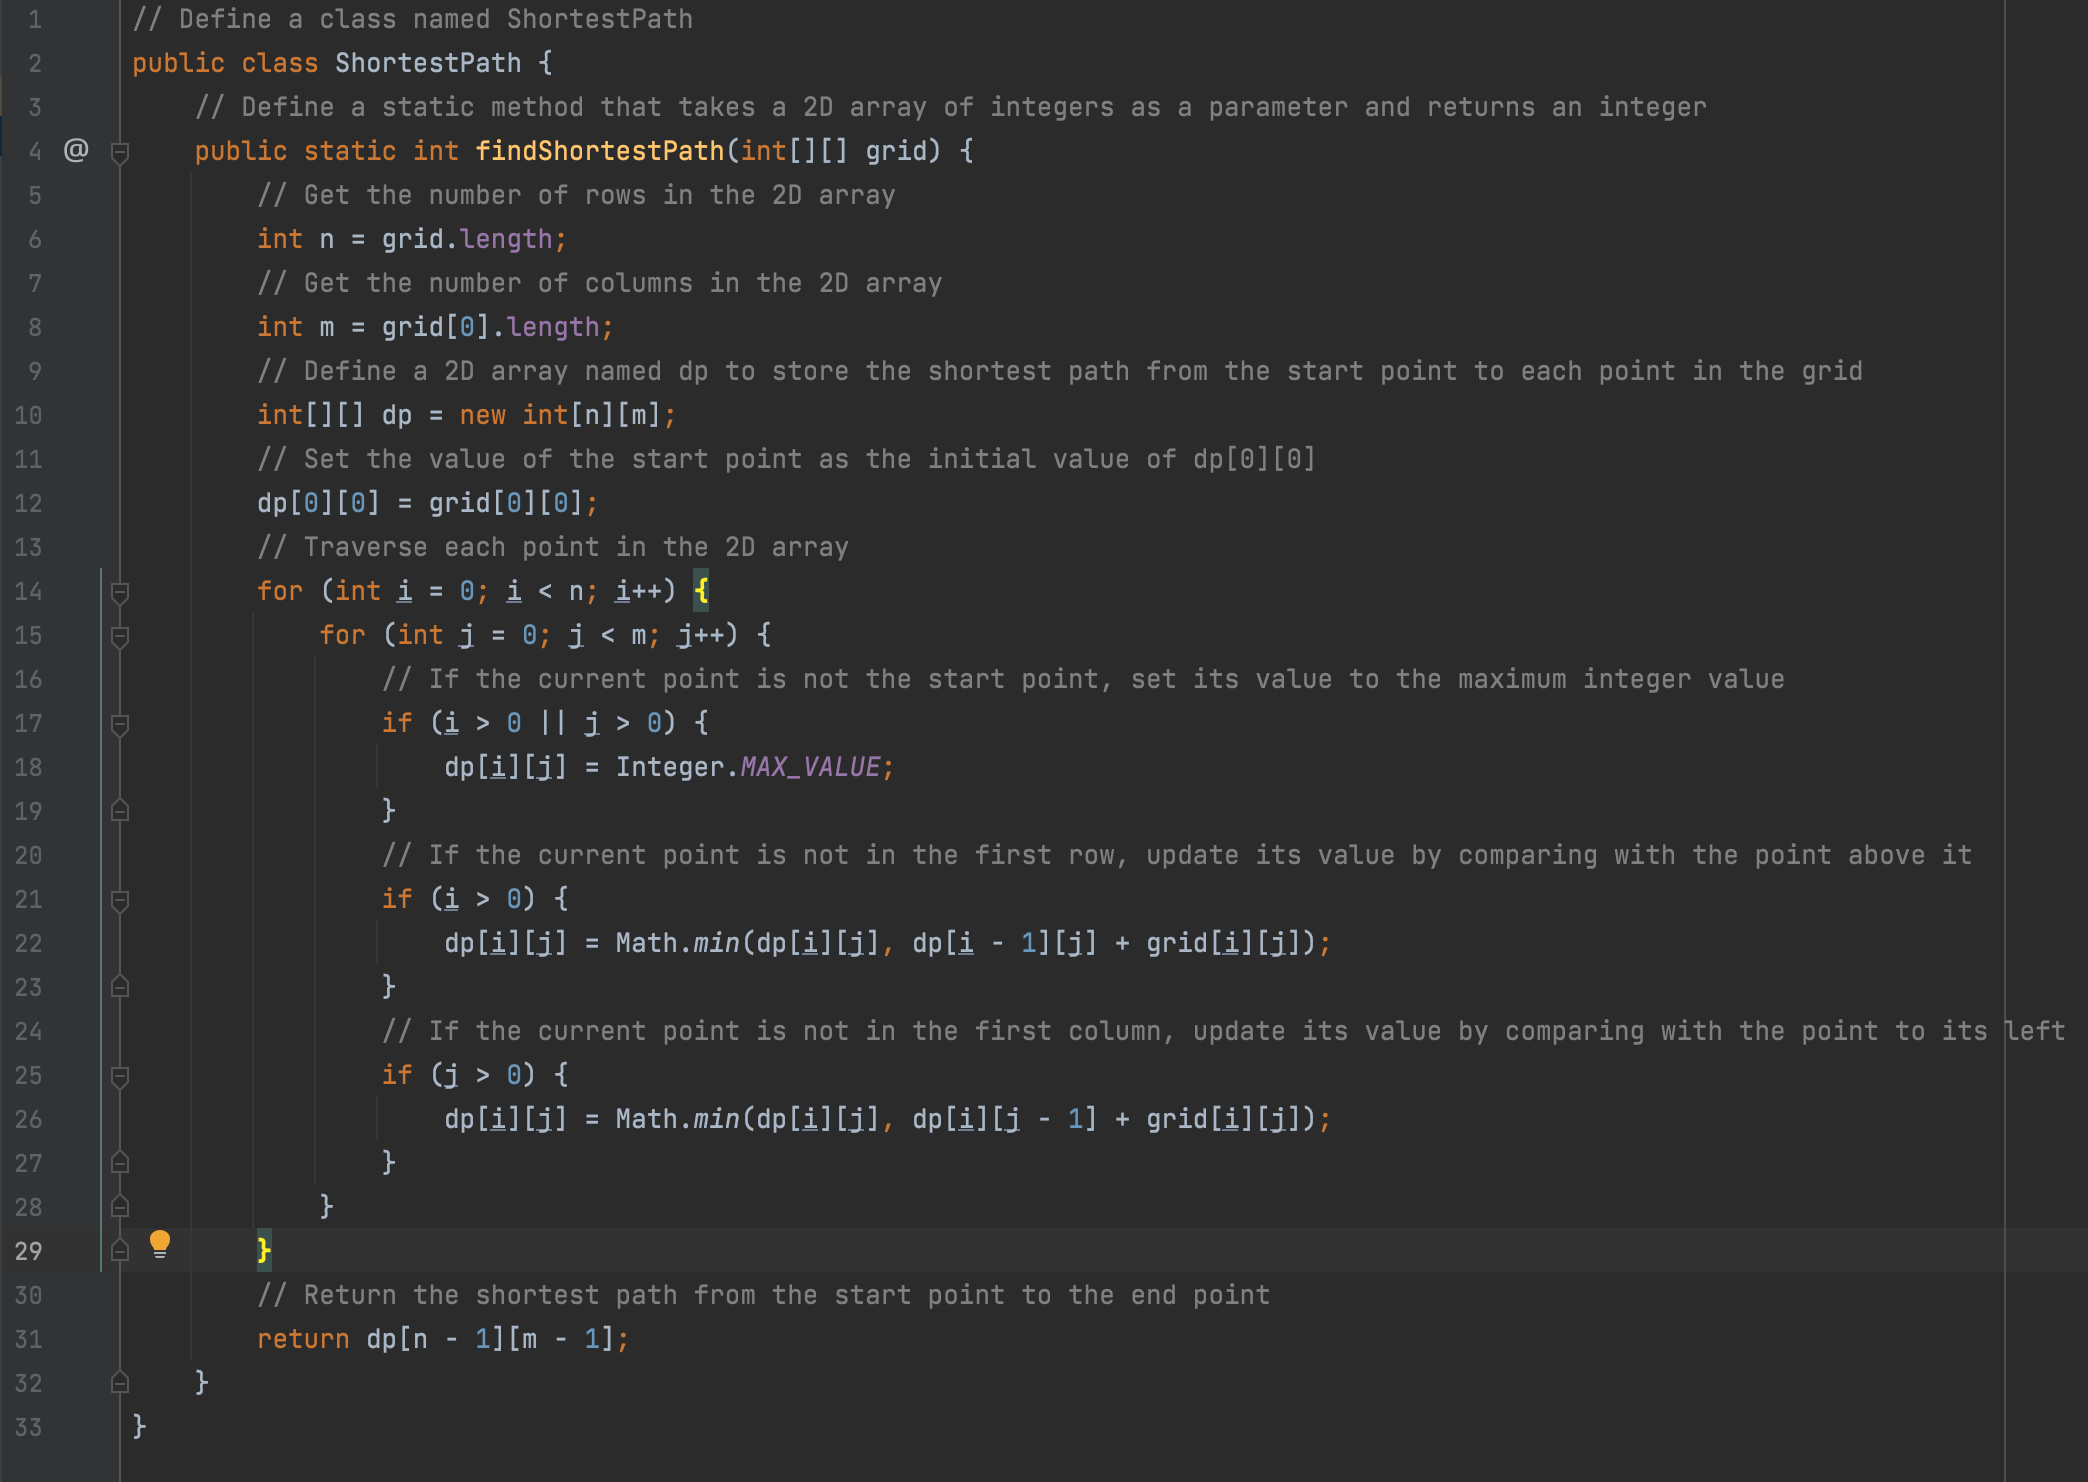 1 // Define a class named ShortestPath
2 public class ShortestPath {
3     // Define a static method that takes a 2D array of integers as a parameter and returns an integer
4 @     public static int findShortestPath(int[][] grid) {
5         // Get the number of rows in the 2D array
6         int n = grid.length;
7         // Get the number of columns in the 2D array
8         int m = grid[0].length;
9         // Define a 2D array named dp to store the shortest path from the start point to each point in the grid
10         int[][] dp = new int[n][m];
11         // Set the value of the start point as the initial value of dp[0][0]
12         dp[0][0] = grid[0][0];
13         // Traverse each point in the 2D array
14         for (int i = 0; i < n; i++) {
15             for (int j = 0; j < m; j++) {
16                 // If the current point is not the start point, set its value to the maximum integer value
17                 if (i > 0 || j > 0) {
18                     dp[i][j] = Integer.MAX_VALUE;
19                 }
20                 // If the current point is not in the first row, update its value by comparing with the point above it
21                 if (i > 0) {
22                     dp[i][j] = Math.min(dp[i][j], dp[i - 1][j] + grid[i][j]);
23                 }
24                 // If the current point is not in the first column, update its value by comparing with the point to its left
25                 if (j > 0) {
26                     dp[i][j] = Math.min(dp[i][j], dp[i][j - 1] + grid[i][j]);
27                 }
28             }
29         }
30         // Return the shortest path from the start point to the end point
31         return dp[n - 1][m - 1];
32     }
33 }